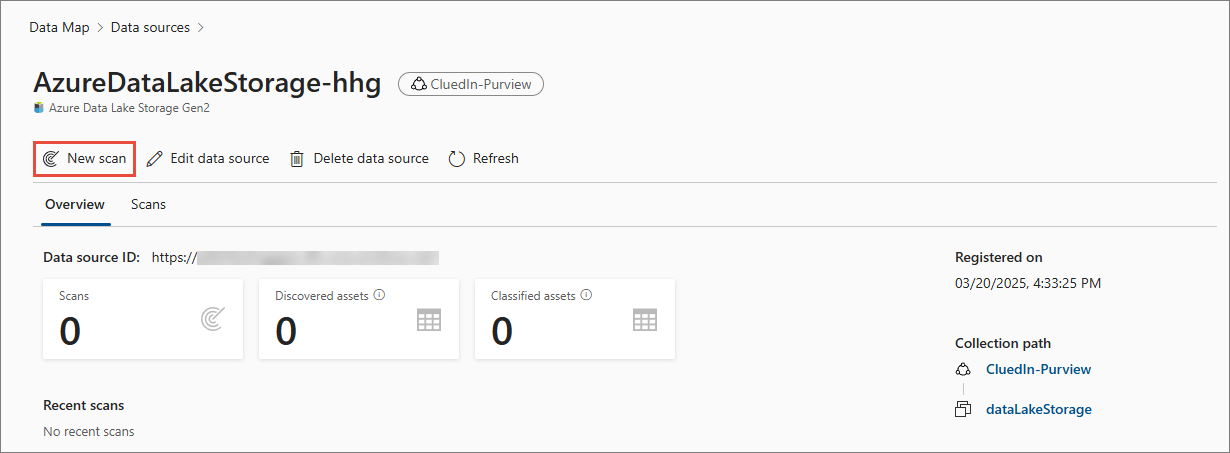 Data Map > Data sources >
AzureDataLakeStorage-hhg CluedIn-Purview
Azure Data Lake Storage Gen2
New scan Edit data source Delete data source Refresh
Overview Scans
Data source ID: https://
Registered on
03/20/2025, 4:33:25 PM
Scans
0
Discovered assets
0
Classified assets
0
Collection path
CluedIn-Purview
dataLakeStorage
Recent scans
No recent scans